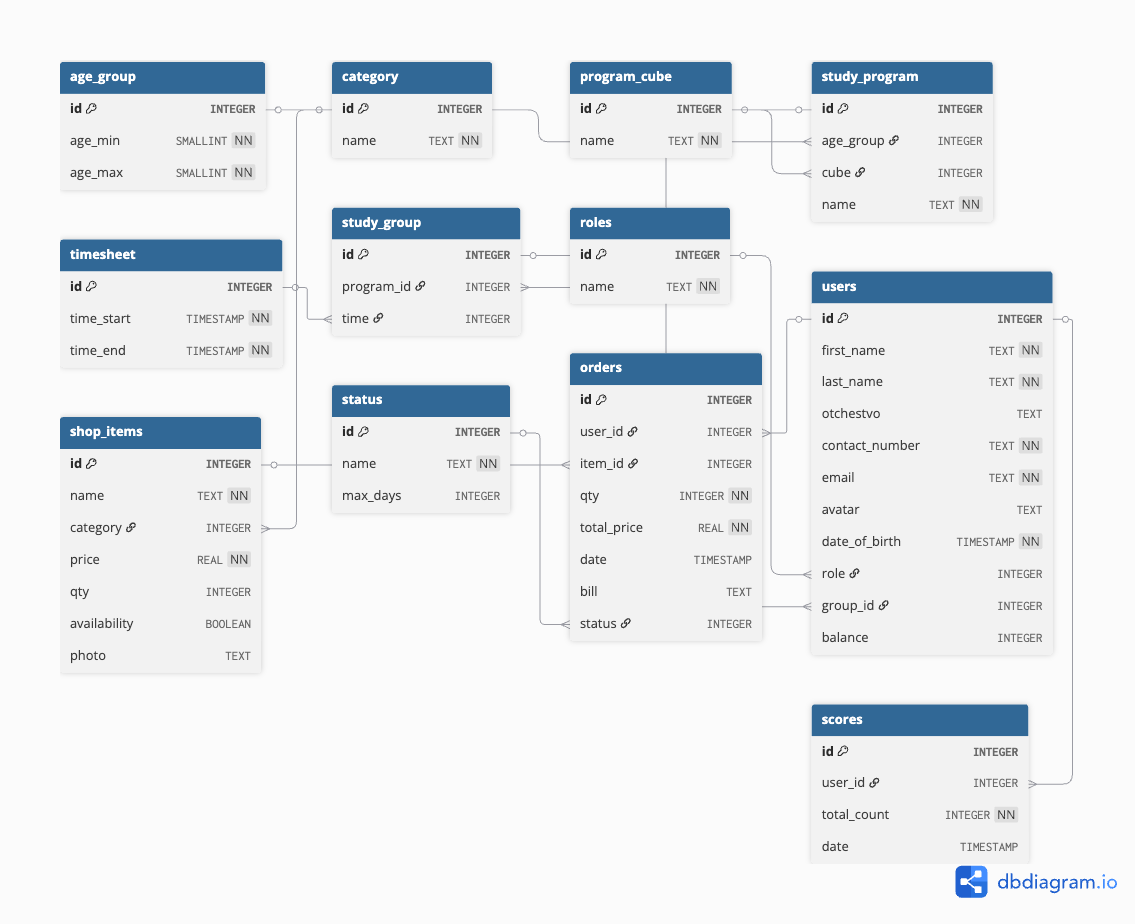 age_group
id INTEGER
age_min SMALLINT NN
age_max SMALLINT NN
category
id INTEGER
name TEXT NN
program_cube
id INTEGER
name TEXT NN
study_program
id INTEGER
age_group INTEGER
cube INTEGER
name TEXT NN
timesheet
id INTEGER
time_start TIMESTAMP NN
time_end TIMESTAMP NN
study_group
id INTEGER
program_id INTEGER
time INTEGER
roles
id INTEGER
name TEXT NN
users
id INTEGER
first_name TEXT NN
last_name TEXT NN
otchestvo TEXT
contact_number TEXT NN
email TEXT NN
avatar TEXT
date_of_birth TIMESTAMP NN
role INTEGER
group_id INTEGER
balance INTEGER
shop_items
id INTEGER
name TEXT NN
category INTEGER
price REAL NN
qty INTEGER
availability BOOLEAN
photo TEXT
status
id INTEGER
name TEXT NN
max_days INTEGER
orders
id INTEGER
user_id INTEGER
item_id INTEGER
qty INTEGER NN
total_price REAL NN
date TIMESTAMP
bill TEXT
status INTEGER
scores
id INTEGER
user_id INTEGER
total_count INTEGER NN
date TIMESTAMP
dbdiagram.io